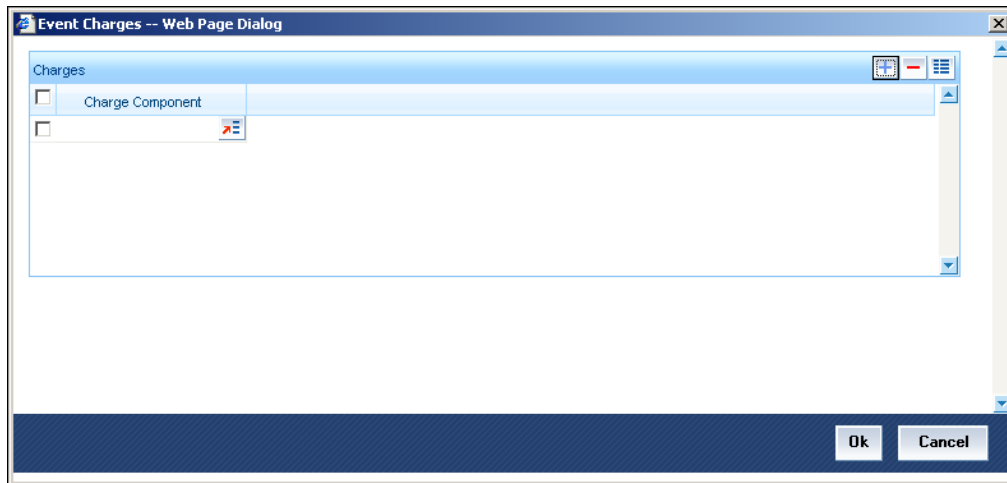 Event Charges -- Web Page Dialog
Charges
Charge Component
Ok
Cancel